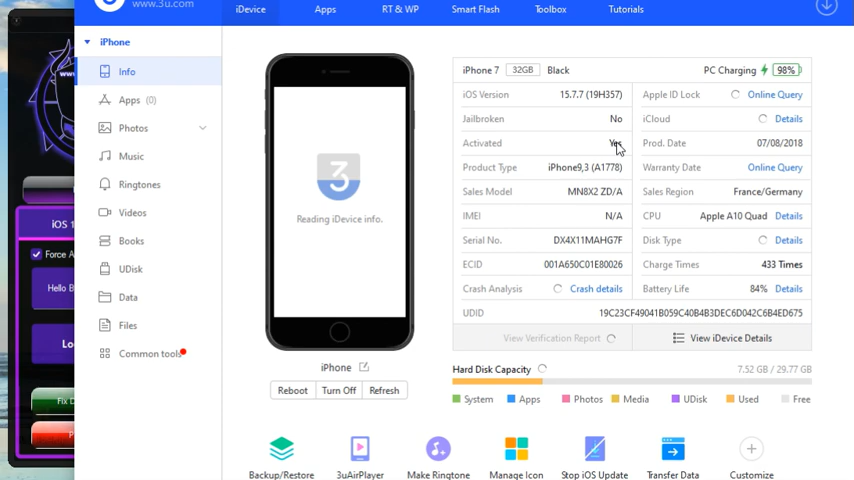 www.3u.com
iDevice Apps RT & WP Smart Flash Toolbox Tutorials
iPhone
Info
Apps (0)
Photos
Music
Ringtones
Videos
Books
UDisk
Data
Files
Common tools
3
Reading iDevice info.
iPhone
Reboot Turn Off Refresh
iPhone 7 32GB Black PC Charging 98%
iOS Version 15.7.7 (19H357) Apple ID Lock Online Query
Jailbroken No iCloud Details
Activated Yes Prod. Date 07/08/2018
Product Type iPhone9,3 (A1778) Warranty Date Online Query
Sales Model MN8X2 ZD/A Sales Region France/Germany
IMEI N/A CPU Apple A10 Quad Details
Serial No. DX4X11MAHG7F Disk Type Details
ECID 001A650C01E80026 Charge Times 433 Times
Crash Analysis Crash details Battery Life 84% Details
UDID 19C23CF49041B059C40B4B3DEC6D042C6B4ED675
View Verification Report View iDevice Details
Hard Disk Capacity 7.52 GB / 29.77 GB
System Apps Photos Media UDisk Used Free
Backup/Restore 3uAirPlayer Make Ringtone Manage Icon Stop iOS Update Transfer Data Customize
iOS 1
Force A
Hello B
Lo
Fix D